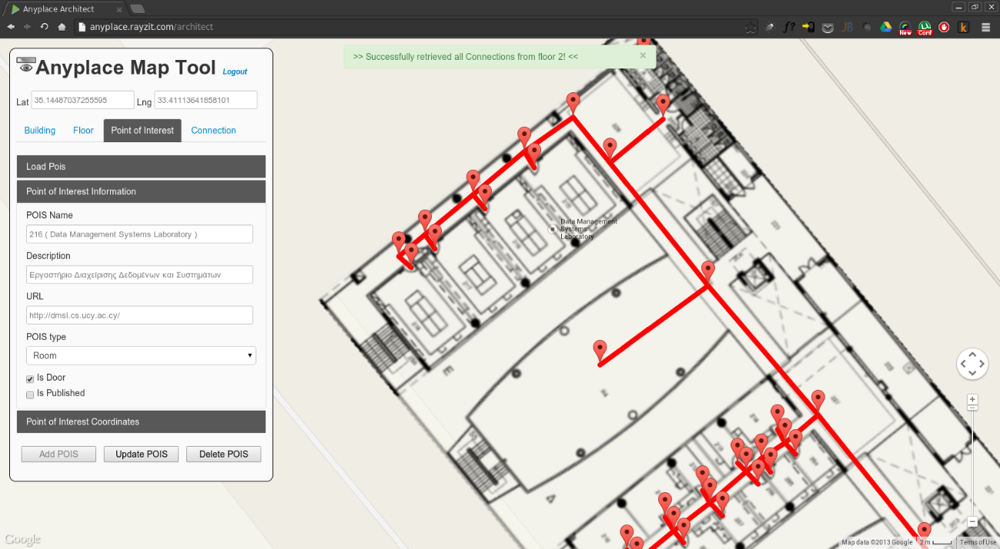 Anyplace Architect
anyplace.rayzit.com/architect
f?
JB
New
Conf
k
Anyplace Map Tool Logout
>> Successfully retrieved all Connections from floor 2! <<
×
Lat 35.14487037255595 Lng 33.41113641858101
Building Floor Point of Interest Connection
Load Pois
Point of Interest Information
POIS Name
216 ( Data Management Systems Laboratory )
Description
Εργαστήριο Διαχείρισης Δεδομένων και Συστημάτων
URL
http://dmsl.cs.ucy.ac.cy/
POIS type
Room
Is Door
Is Published
Point of Interest Coordinates
Add POIS Update POIS Delete POIS
Data Management
Systems
Laboratory
Google
Map data ©2013 Google 2 m Terms of Use